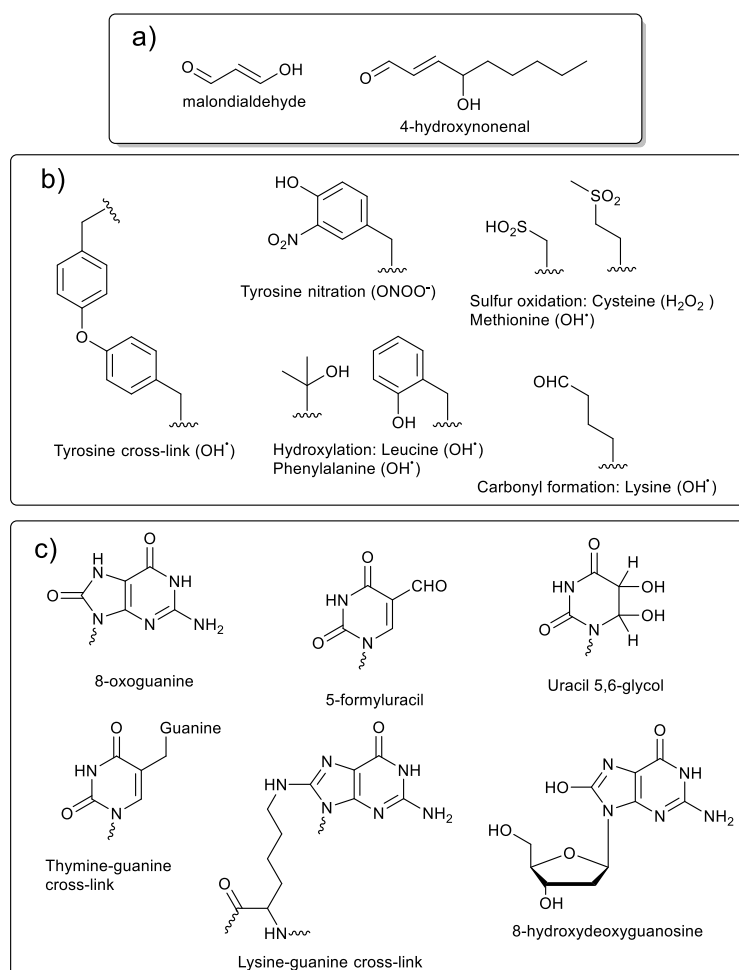 a)
O
OH
malondialdehyde
O
OH
4-hydroxynonenal
b)
HO
O₂N
Tyrosine nitration (ONOO⁻)
HO₂S
SO₂
Sulfur oxidation: Cysteine (H₂O₂ )
Methionine (OH•)
O
Tyrosine cross-link (OH•)
OH
OH
Hydroxylation: Leucine (OH•)
Phenylalanine (OH•)
OHC
Carbonyl formation: Lysine (OH•)
c)
H
N
O
NH
O
N
N
NH₂
8-oxoguanine
O
CHO
HN
O
N
5-formyluracil
O
H
HN
OH
OH
O
N
H
Uracil 5,6-glycol
Guanine
O
HN
O
N
Thymine-guanine
cross-link
O
N
NH
HN
N
N
NH₂
O
HN
Lysine-guanine cross-link
O
N
NH
HO
N
N
NH₂
HO
O
OH
8-hydroxydeoxyguanosine